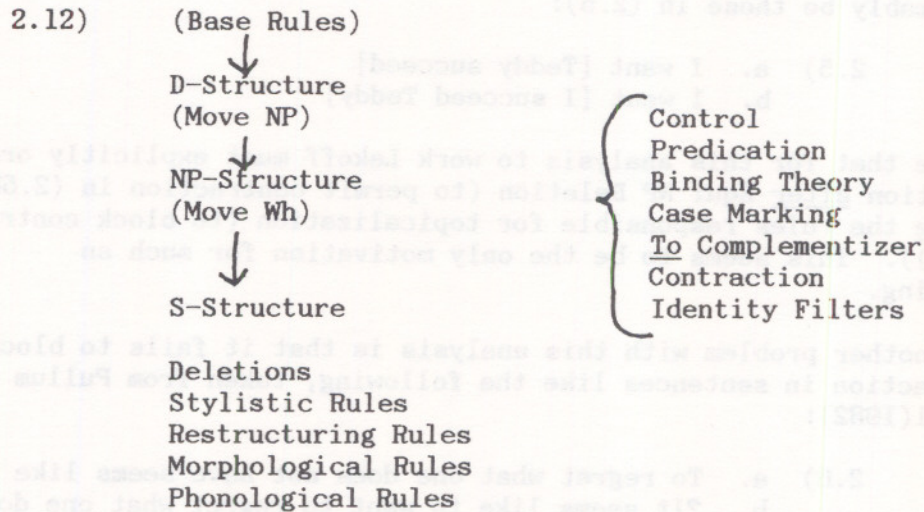 2.12) (Base Rules)
D-Structure
(Move NP)
NP-Structure
(Move Wh)
S-Structure
Deletions
Stylistic Rules
Restructuring Rules
Morphological Rules
Phonological Rules
Control
Predication
Binding Theory
Case Marking
To Complementizer
Contraction
Identity Filters